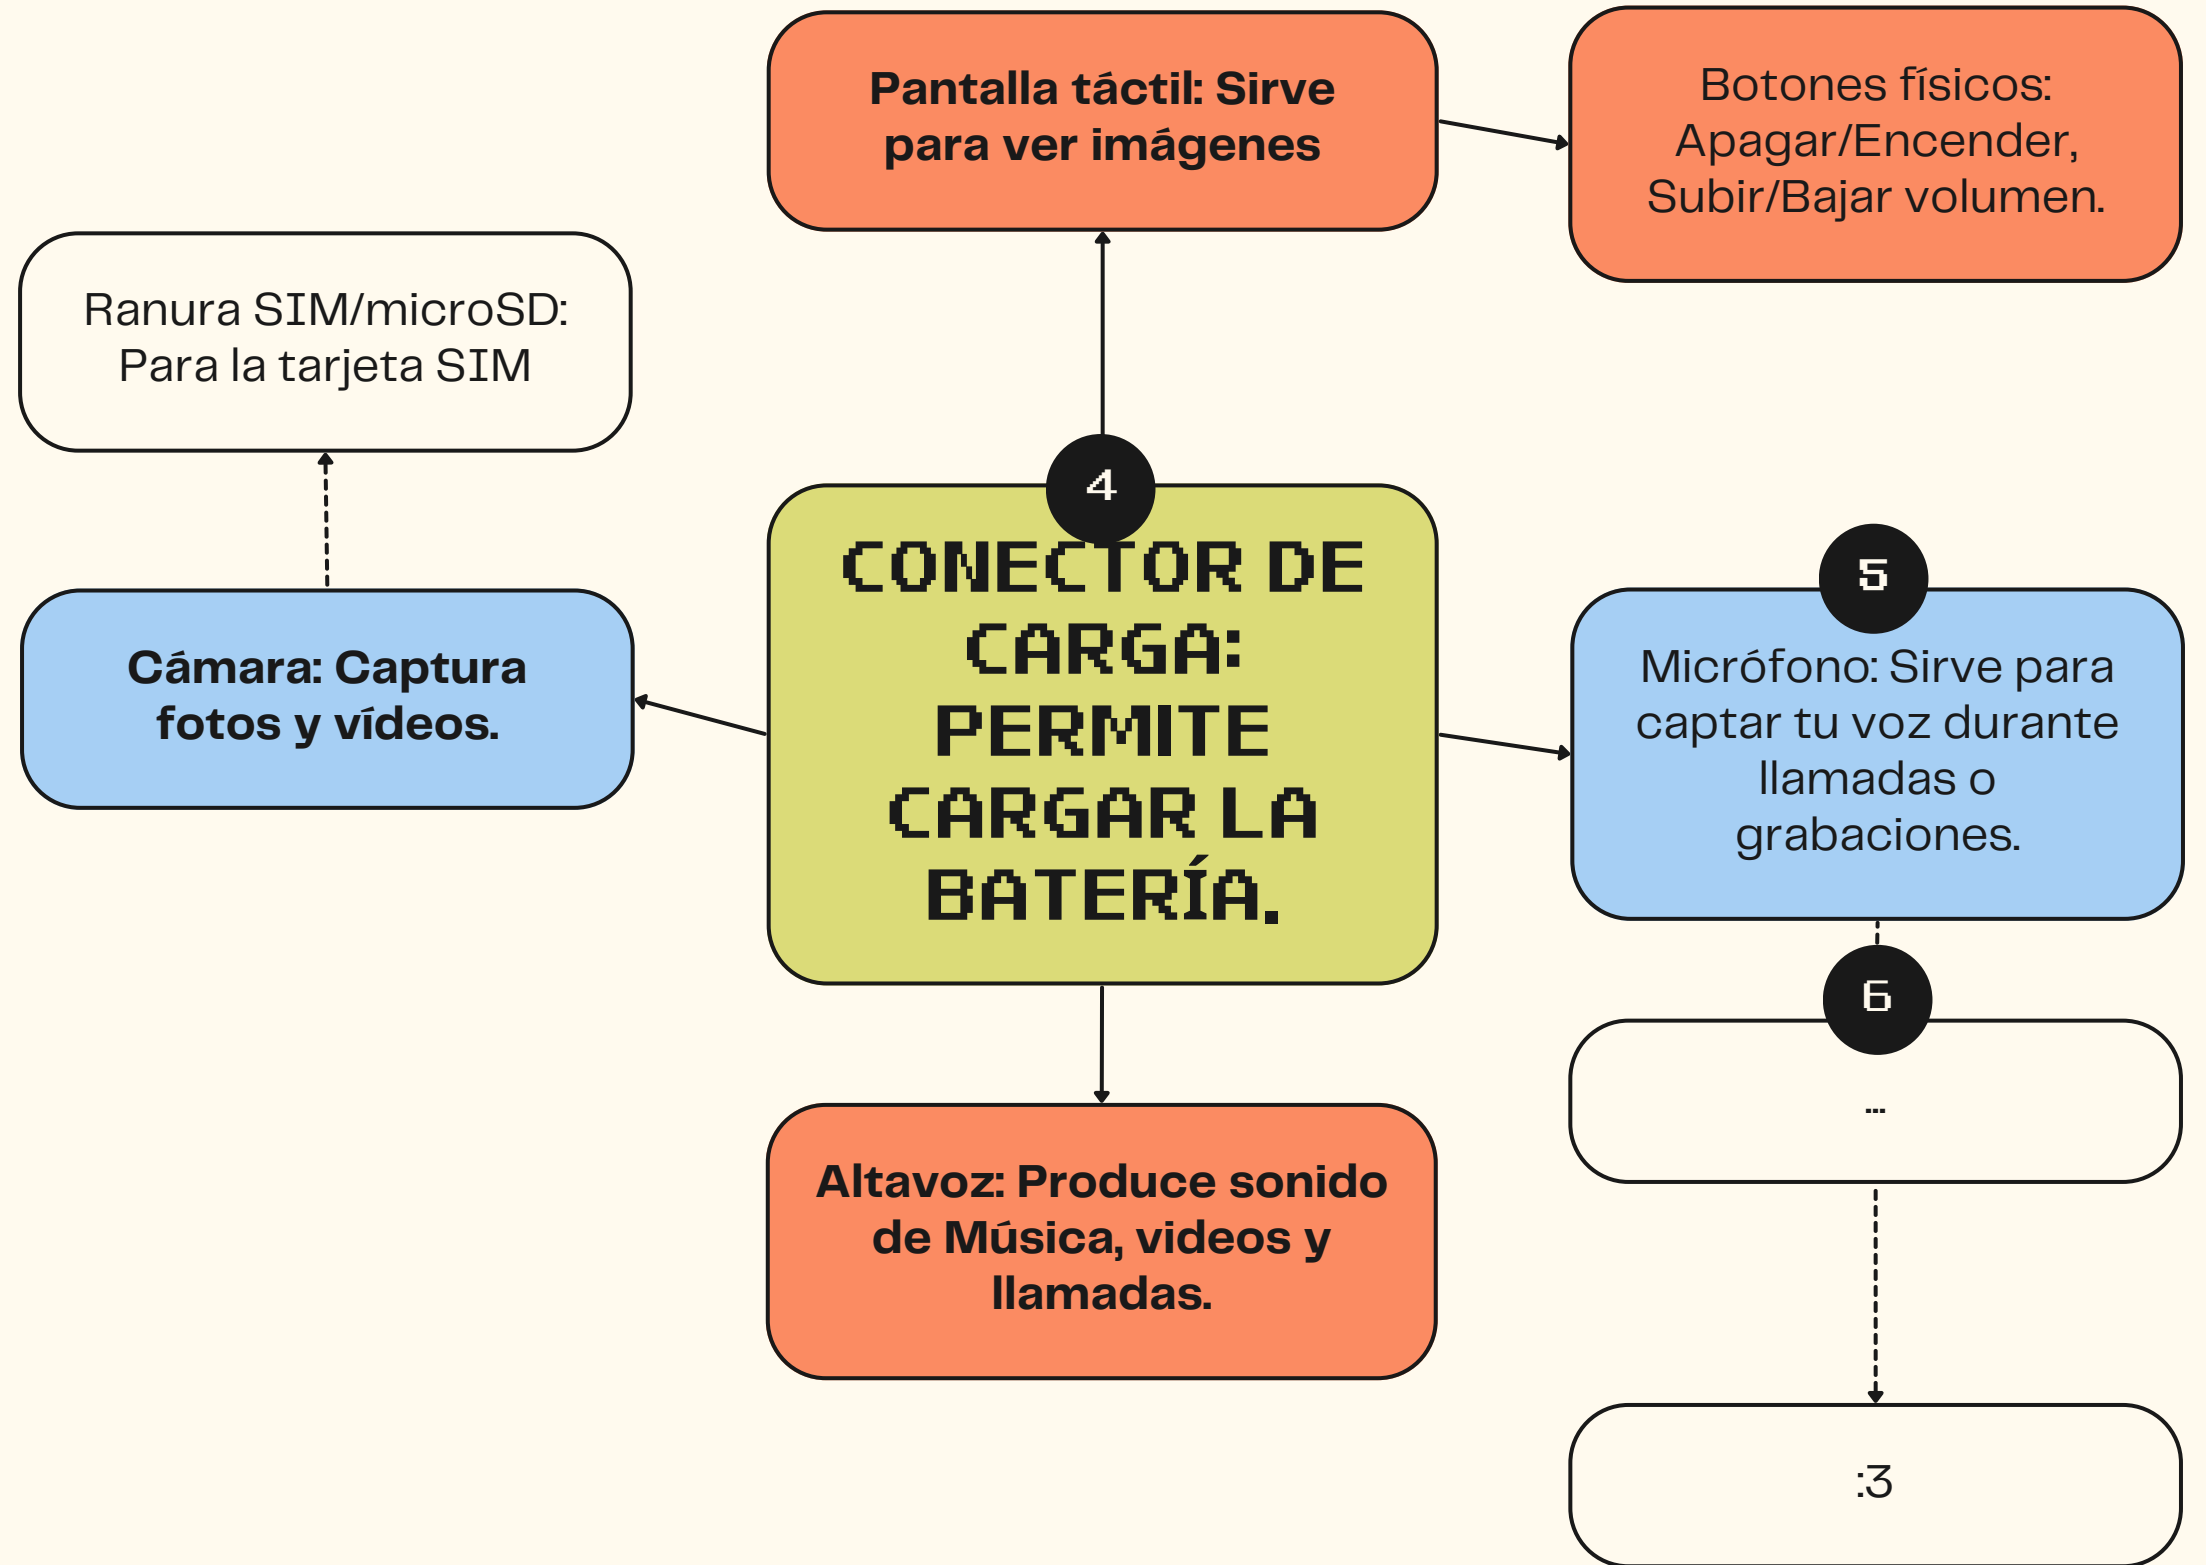 Pantalla táctil: Sirve
para ver imágenes
Botones físicos:
Apagar/Encender,
Subir/Bajar volumen.
Ranura SIM/microSD:
Para la tarjeta SIM
4
CONECTOR DE
CARGA:
PERMITE
CARGAR LA
BATERÍA.
Cámara: Captura
fotos y vídeos.
5
Micrófono: Sirve para
captar tu voz durante
llamadas o
grabaciones.
6
...
Altavoz: Produce sonido
de Música, videos y
llamadas.
:3